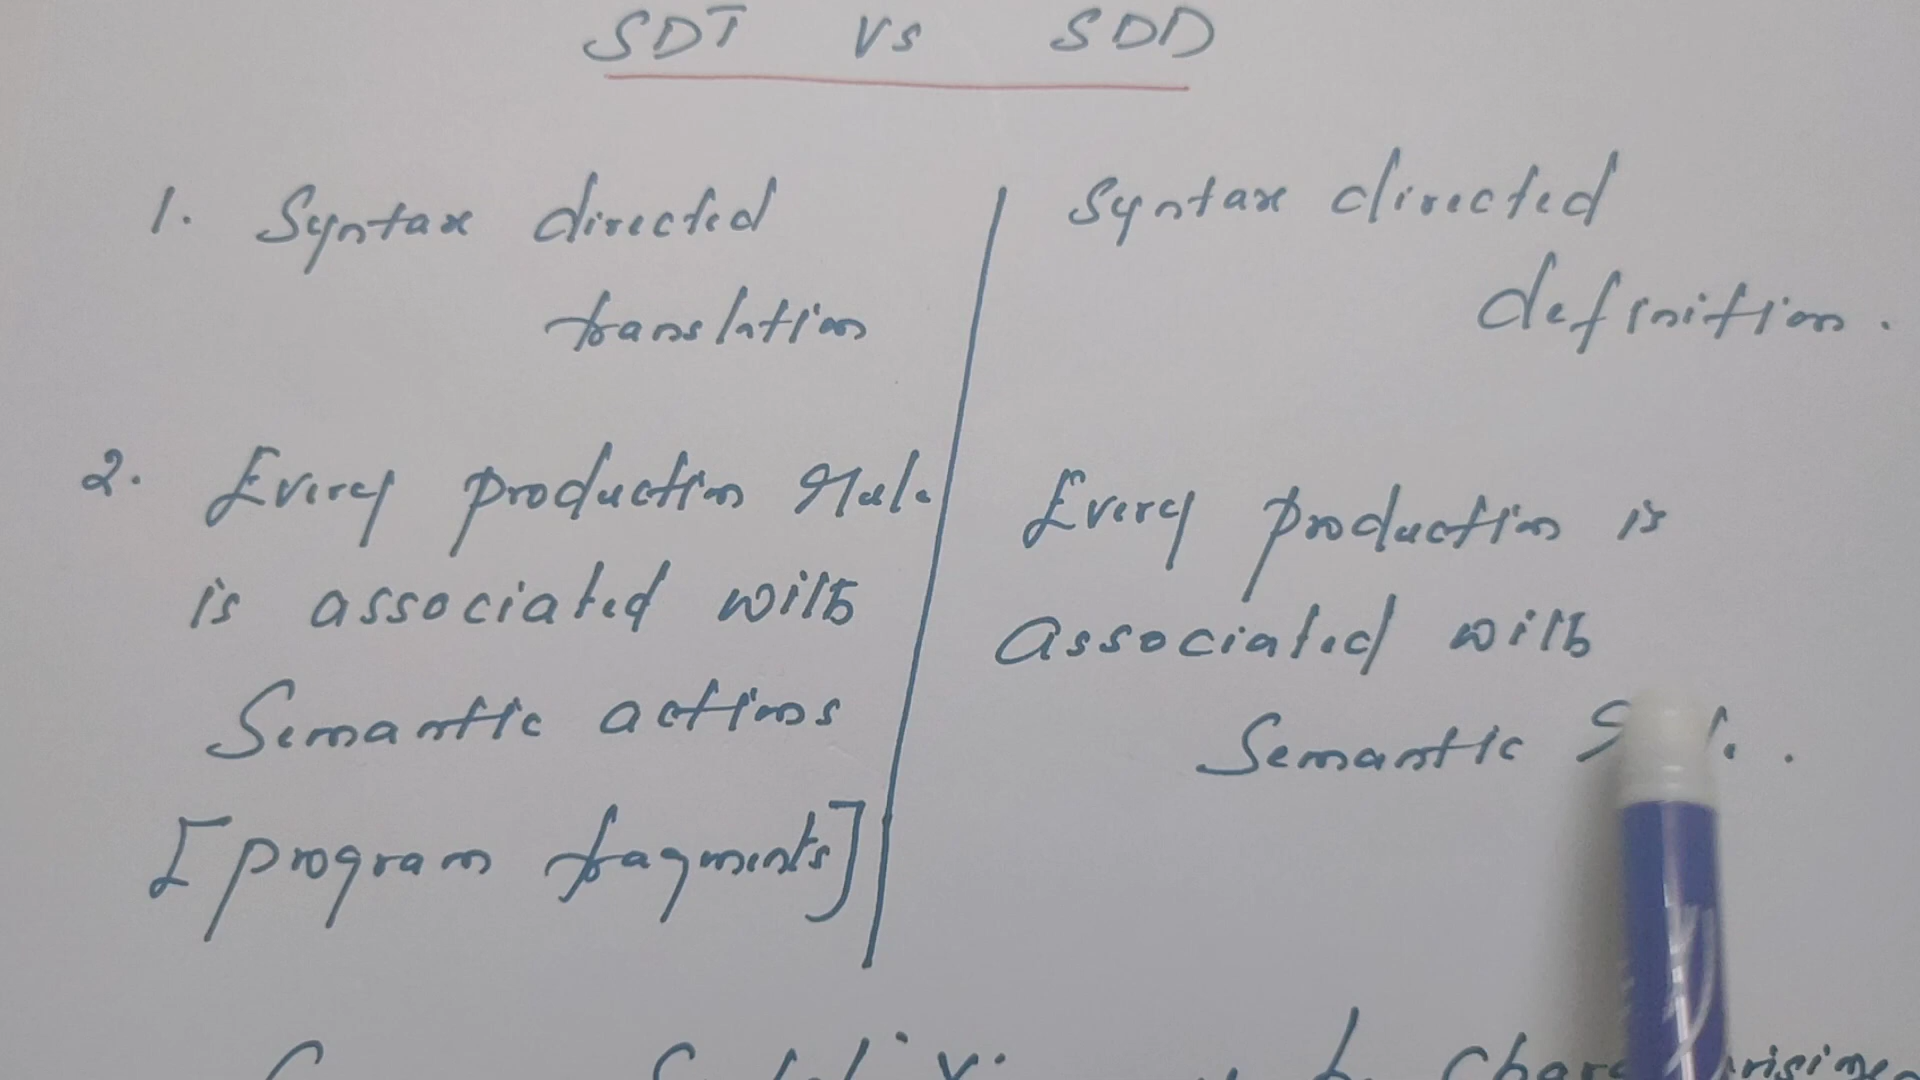 SDT vs SDD
1. Syntax directed
translation
2. Every production rule
is associated with
Semantic actions
[program fragments]
Syntax directed
definition.
Every production is
Associated with
Semantic